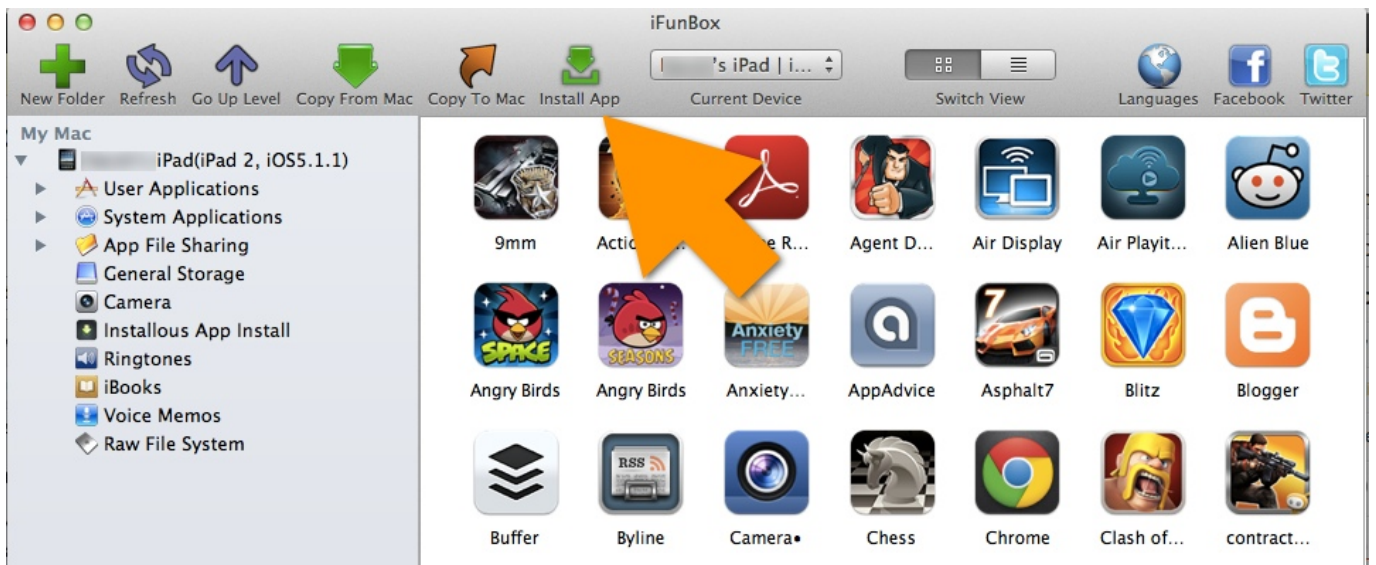 iFunBox
New Folder Refresh Go Up Level Copy From Mac Copy To Mac Install App
's iPad | i...
Current Device
Switch View
Languages Facebook Twitter
My Mac
iPad(iPad 2, iOS5.1.1)
User Applications
System Applications
App File Sharing
General Storage
Camera
Installous App Install
Ringtones
iBooks
Voice Memos
Raw File System
9mm
e R...
Agent D...
Air Display
Air Playit...
Alien Blue
SPACE
SEASONS
Anxiety
FREE
7
Angry Birds
Angry Birds
Anxiety...
AppAdvice
Asphalt7
Blitz
Blogger
RSS
Buffer
Byline
Camera•
Chess
Chrome
Clash of...
contract...